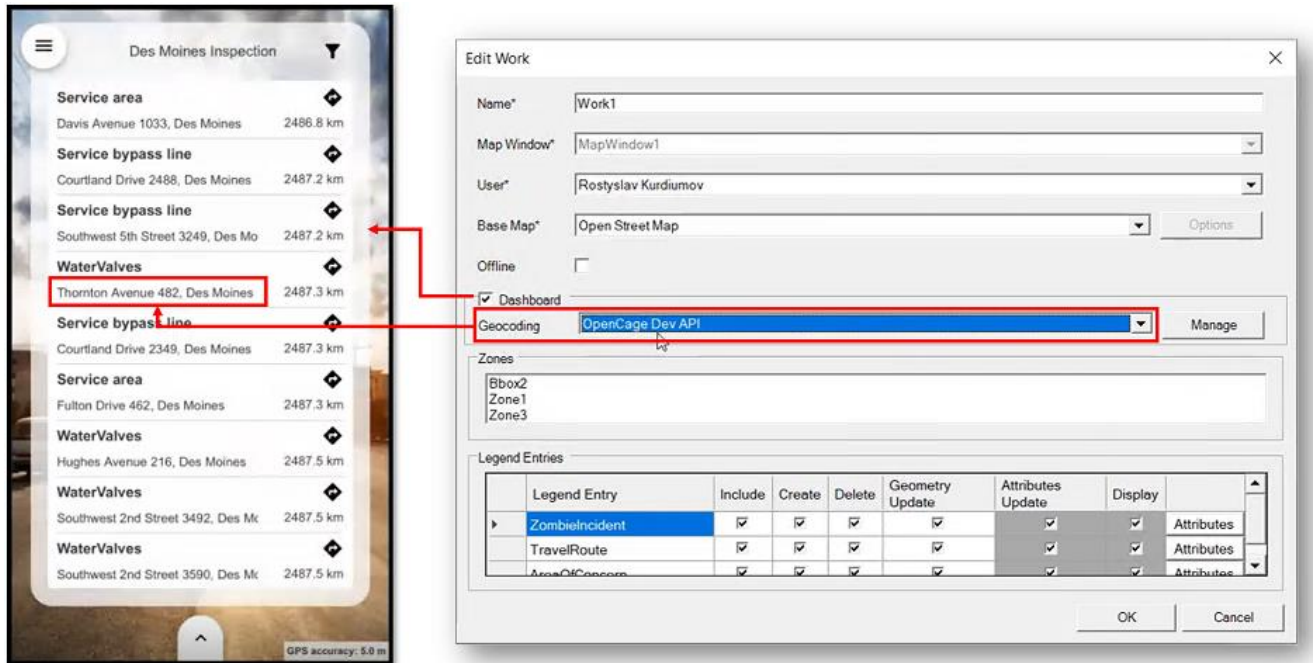 Des Moines Inspection
Service area
Davis Avenue 1033, Des Moines 2486.8 km
Service bypass line
Courtland Drive 2488, Des Moines 2487.2 km
Service bypass line
Southwest 5th Street 3249, Des Mo 2487.2 km
WaterValves
Thornton Avenue 482, Des Moines 2487.3 km
Service bypass line
Courtland Drive 2349, Des Moines 2487.3 km
Service area
Fulton Drive 462, Des Moines 2487.3 km
WaterValves
Hughes Avenue 216, Des Moines 2487.5 km
WaterValves
Southwest 2nd Street 3492, Des Mc 2487.5 km
WaterValves
Southwest 2nd Street 3590, Des Mc 2487.5 km
GPS accuracy: 5.0 m
Edit Work
Name* Work1
Map Window* MapWindow1
User* Rostyslav Kurdiumov
Base Map* Open Street Map Options
Offline
Dashboard
Geocoding OpenCage Dev API Manage
Zones
Bbox2
Zone1
Zone3
Legend Entries
Legend Entry Include Create Delete Geometry Update Attributes Update Display
ZombieIncident Attributes
TravelRoute Attributes
AreaOfConcern Attributes
OK Cancel